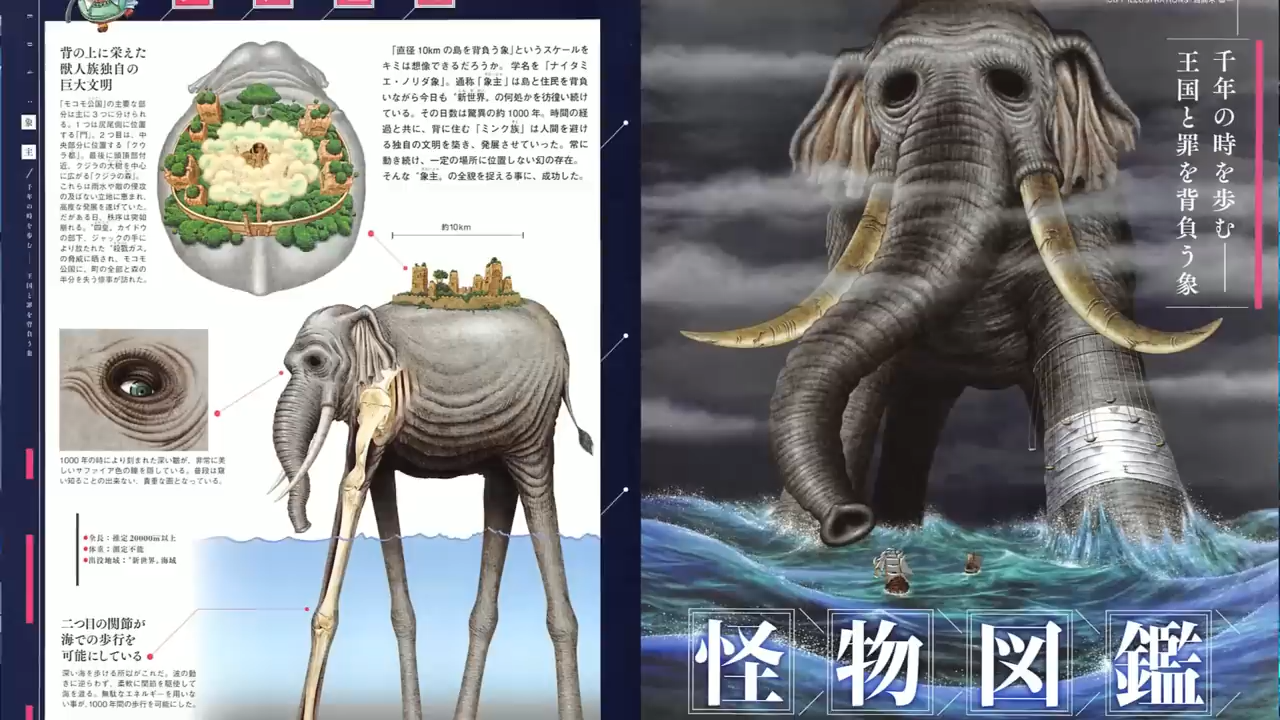 背の上に栄えた
獣人族独自の
巨大文明
「モコモ公国」の主要な部
分は主に3つに分けられ
る。1つは尻尾側に位置
する「門」、2つ目は、中
央部分に位置する「クウ
ラ都」。最後に頭頂部付
近、クジラの大樹を中心
に広がる「クジラの森」。
これらは雨水や敵の侵攻
の及ばない立地に恵まれ、
高度な発展を遂げていた。
だがある日、秩序は突如
崩れる。“四皇”カイドウ
の部下、ジャックの手に
より放たれた“殺戮ガス”
の脅威に晒され、モコモ
公国に、町の全部と森の
半分を失う惨事が訪れた。
「直径10kmの島を背負う象」というスケールを
キミは想像できるだろうか。学名を「ナイタミ
エ・ノリダ象」。通称「象主」は島と住民を背負
いながら今日も“新世界”の何処かを彷徨い続け
ている。その日数は驚異の約1000年。時間の経
過と共に、背に住む「ミンク族」は人間を避け
る独自の文明を築き、発展させていった。常に
動き続け、一定の場所に位置しない幻の存在。
そんな“象主”の全貌を捉える事に、成功した。
約10km
1000年の時により刻まれた深い皺が、非常に美
しいサファイア色の瞳を隠している。普段は窺
い知ることの出来ない、貴重な画となっている。
●全長：推定20000m以上
●体重：測定不能
●出没地域：“新世界”海域
二つ目の関節が
海での歩行を
可能にしている
深い海を歩ける所以がこれだ。波の動
きに逆らわず、柔軟に関節を駆使して
海を渡る。無駄なエネルギーを用いな
い事が、1000年間の歩行を可能にした。
象
主
千年の時を歩む── 王国と罪を背負う象
千年の時を歩む──
王国と罪を背負う象
怪物図鑑